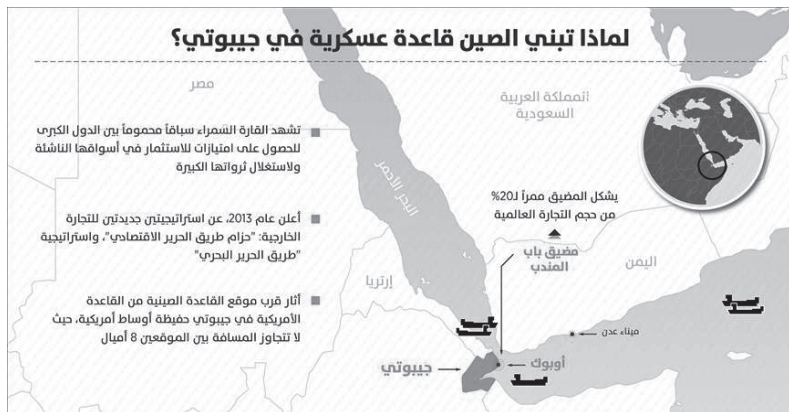 لماذا تبني الصين قاعدة عسكرية في جيبوتي؟
مصر
المملكة العربية
السعودية
تشهد القارة السمراء سباقاً محموماً بين الدول الكبرى
للحصول على امتيازات للاستثمار في أسواقها الناشئة
ولاستغلال ثرواتها الكبيرة
البحر الأحمر
يشكل المضيق ممراً لـ20%
من حجم التجارة العالمية
أعلن عام 2013، عن استراتيجيتين جديدتين للتجارة
الخارجية: "حزام طريق الحرير الاقتصادي"، واستراتيجية
"طريق الحرير البحري"
مضيق باب
المندب
اليمن
إرتريا
أثار قرب موقع القاعدة الصينية من القاعدة
الأمريكية في جيبوتي حفيظة أوساط أمريكية، حيث
لا تتجاوز المسافة بين الموقعين 8 أميال
ميناء عدن
أوبوك
جيبوتي